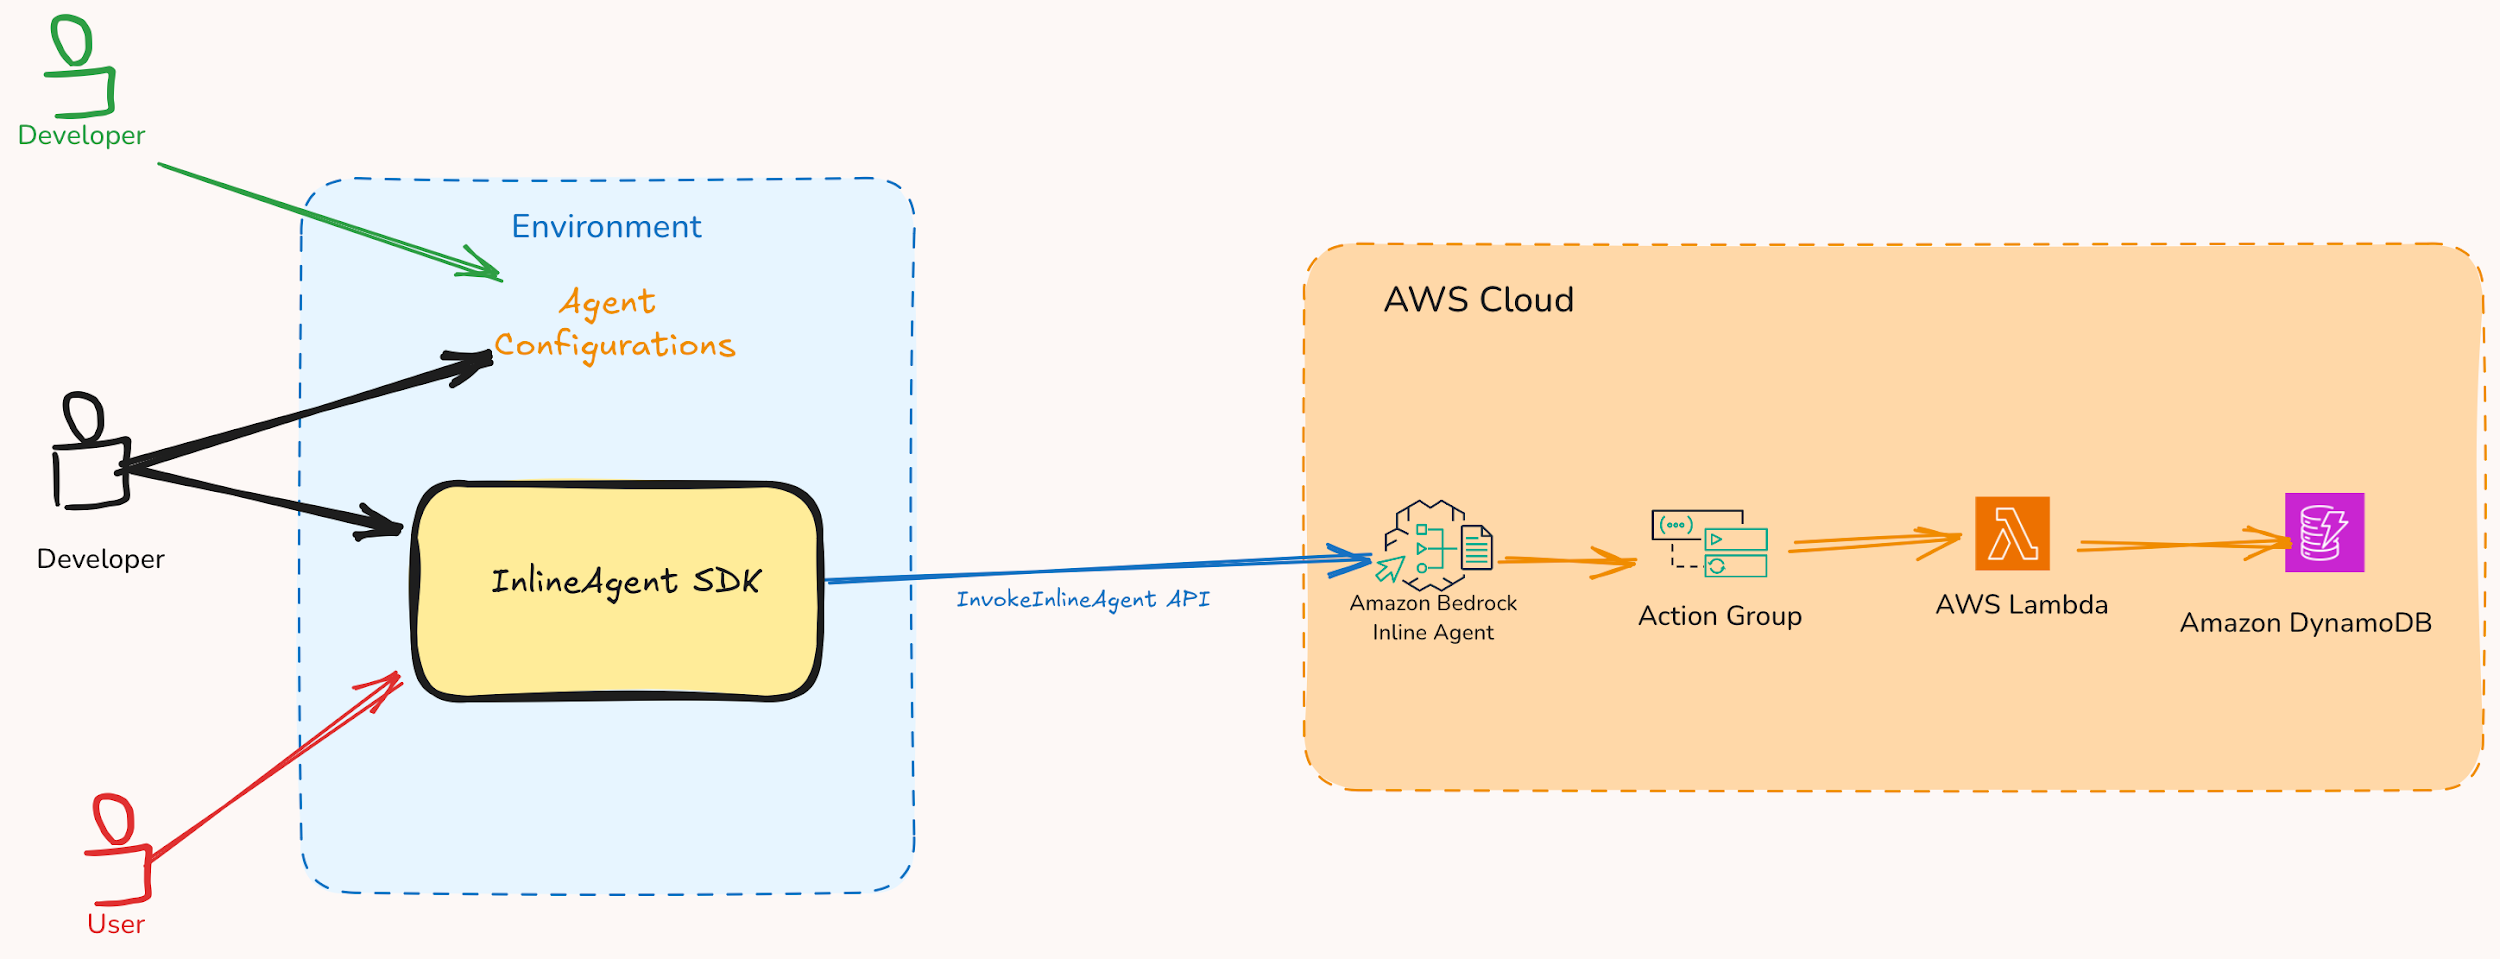 Developer
Environment
Agent
Configurations
AWS Cloud
Developer
InlineAgent SDK
InvokeInlineAgent API
Amazon Bedrock
Inline Agent
Action Group
AWS Lambda
Amazon DynamoDB
User